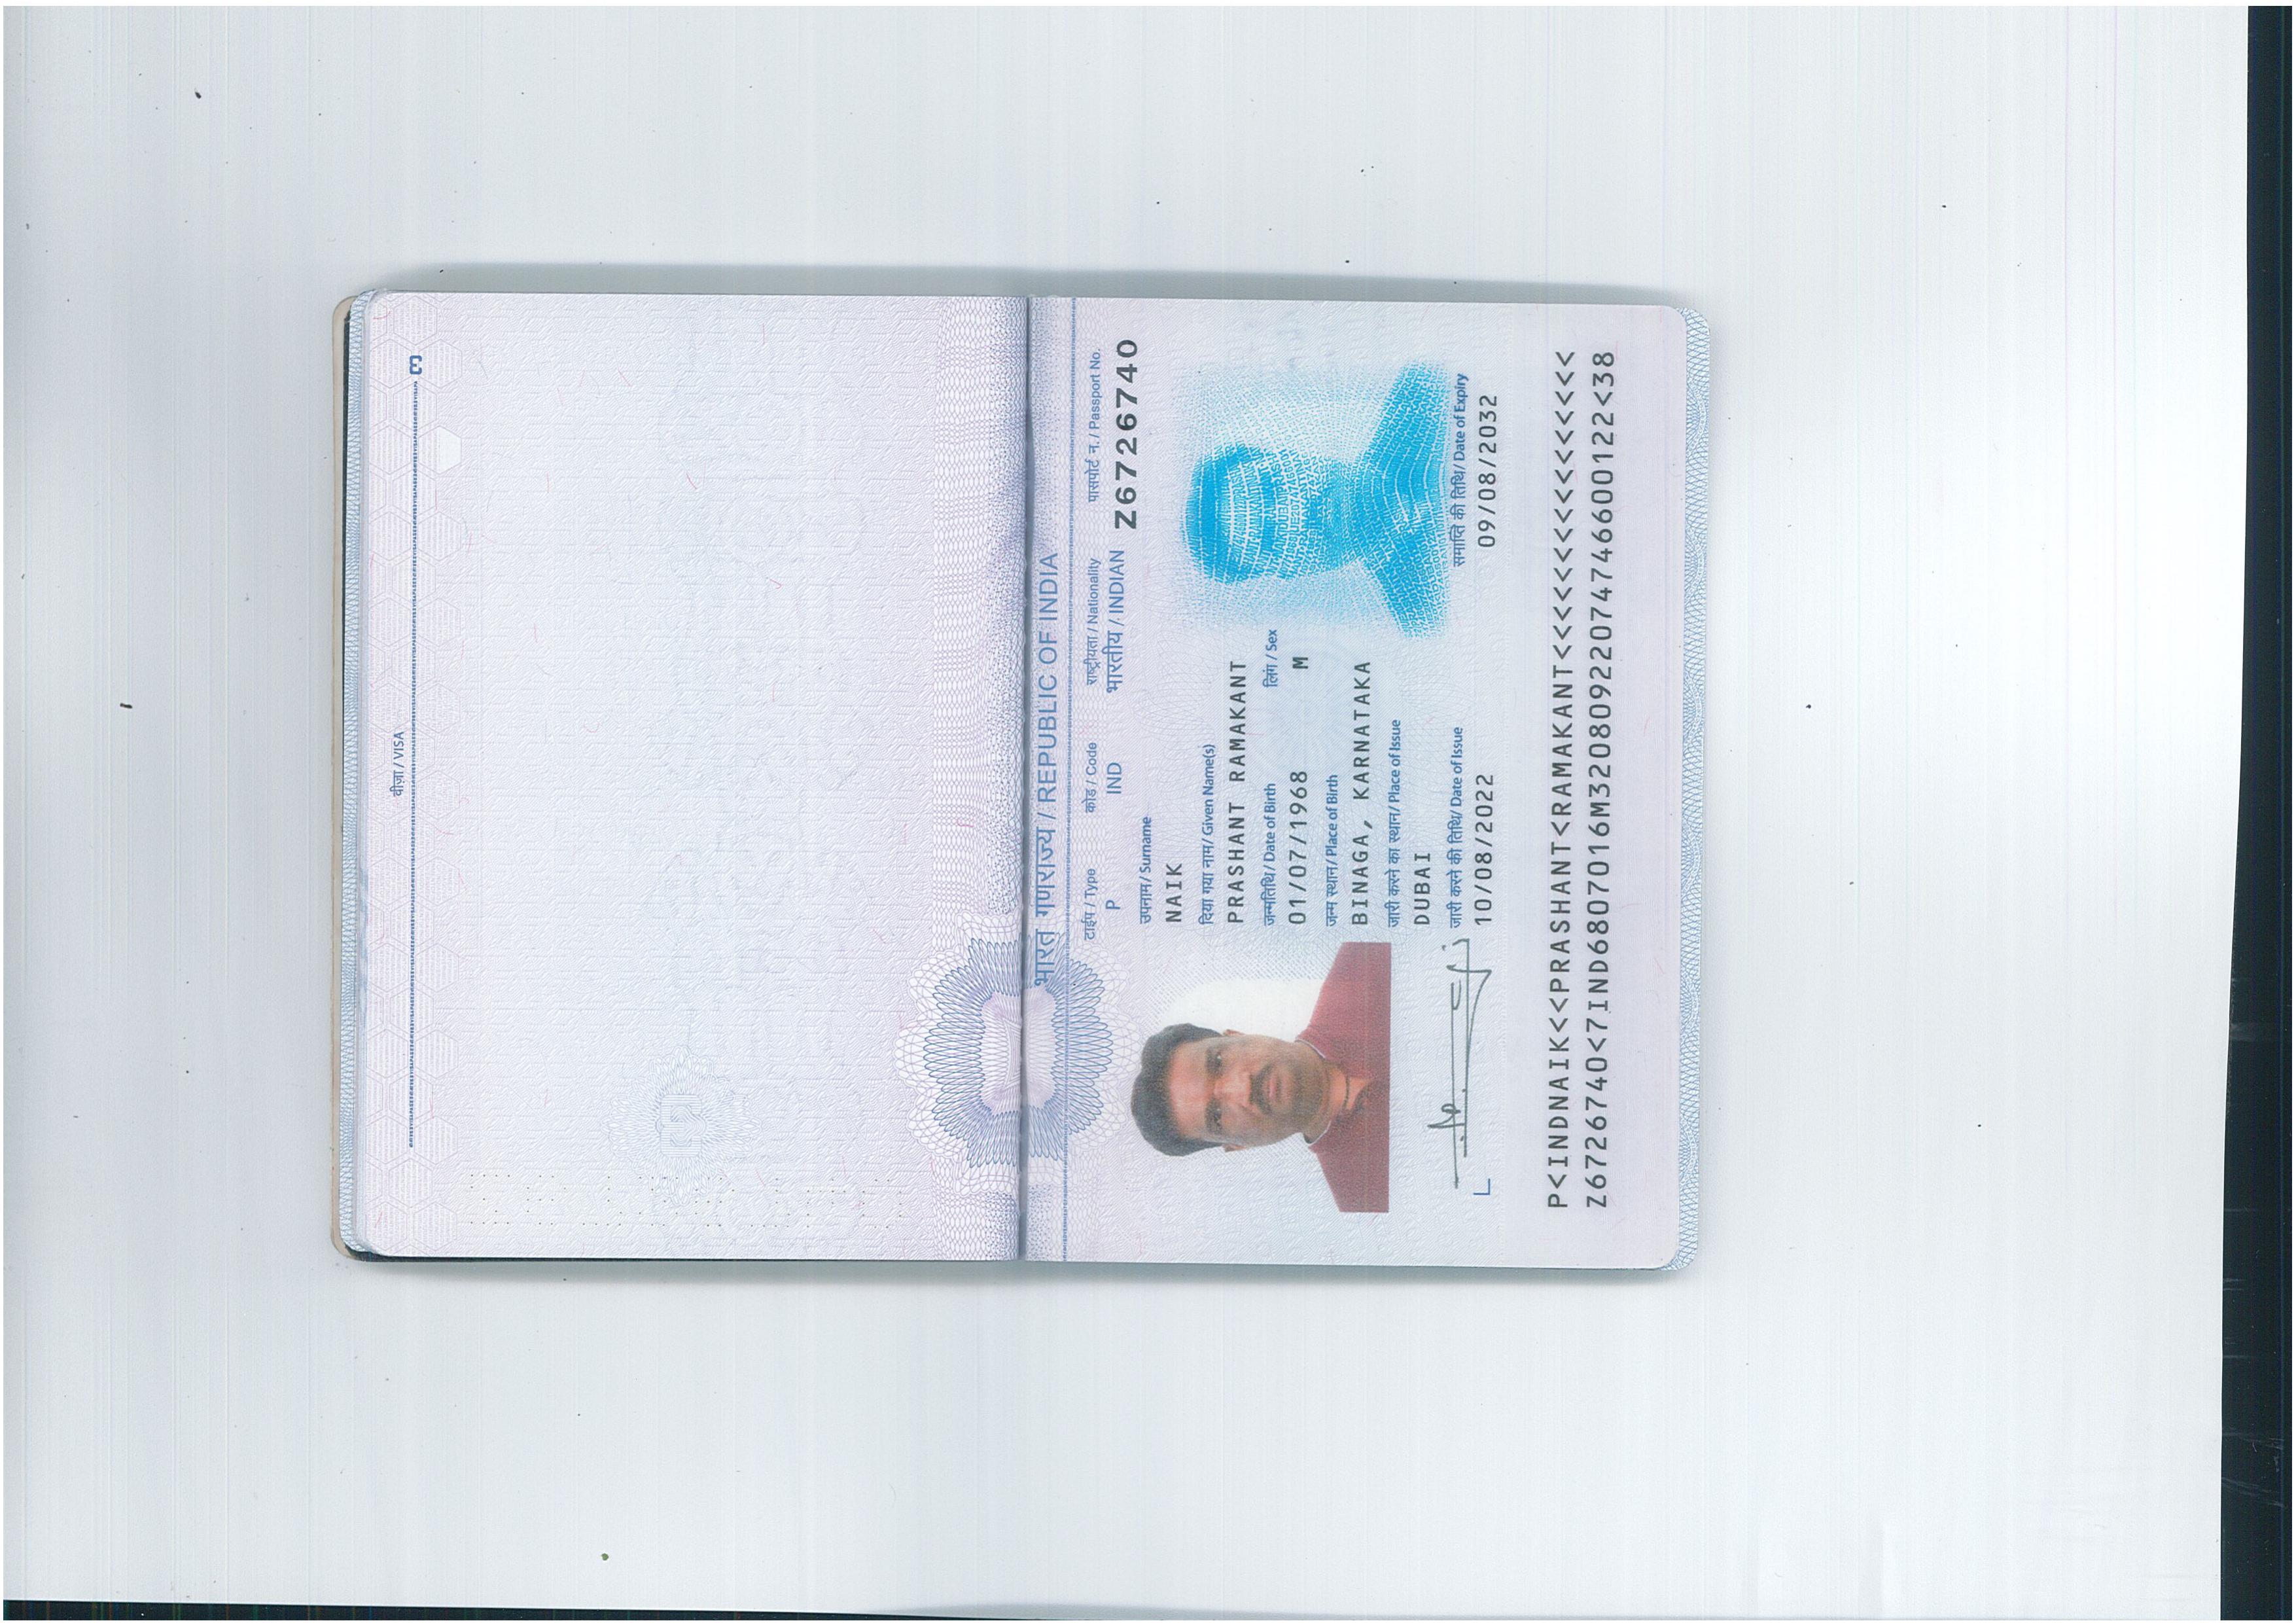 वीज़ा / VISA
3
भारत गणराज्य / REPUBLIC OF INDIA
टाईप / Type कोड / Code राष्ट्रीयता / Nationality पासपोर्ट न. / Passport No.
P IND भारतीय / INDIAN Z6726740
उपनाम / Surname
NAIK
दिया गया नाम / Given Name(s)
PRASHANT RAMAKANT
जन्मतिथि / Date of Birth लिंग / Sex
01/07/1968 M
जन्म स्थान / Place of Birth
BINAGA, KARNATAKA
जारी करने का स्थान / Place of Issue
DUBAI
जारी करने की तिथि / Date of Issue समाप्ति की तिथि / Date of Expiry
10/08/2022 09/08/2032
P<INDNAIK<<PRASHANT<RAMAKANT<<<<<<<<<<<<<<<<
Z6726740<7IND6807016M3208092207474660012​2<38